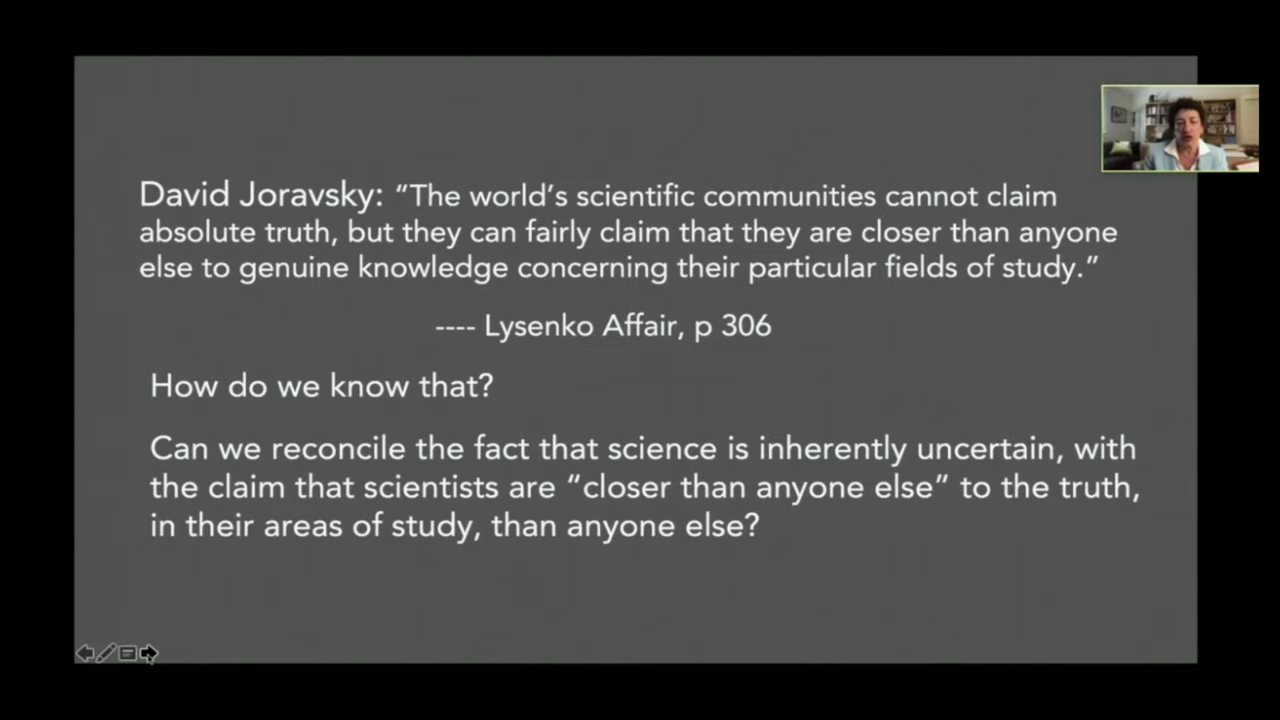 David Joravsky: “The world’s scientific communities cannot claim
absolute truth, but they can fairly claim that they are closer than anyone
else to genuine knowledge concerning their particular fields of study.”
---- Lysenko Affair, p 306
How do we know that?
Can we reconcile the fact that science is inherently uncertain, with
the claim that scientists are “closer than anyone else” to the truth,
in their areas of study, than anyone else?